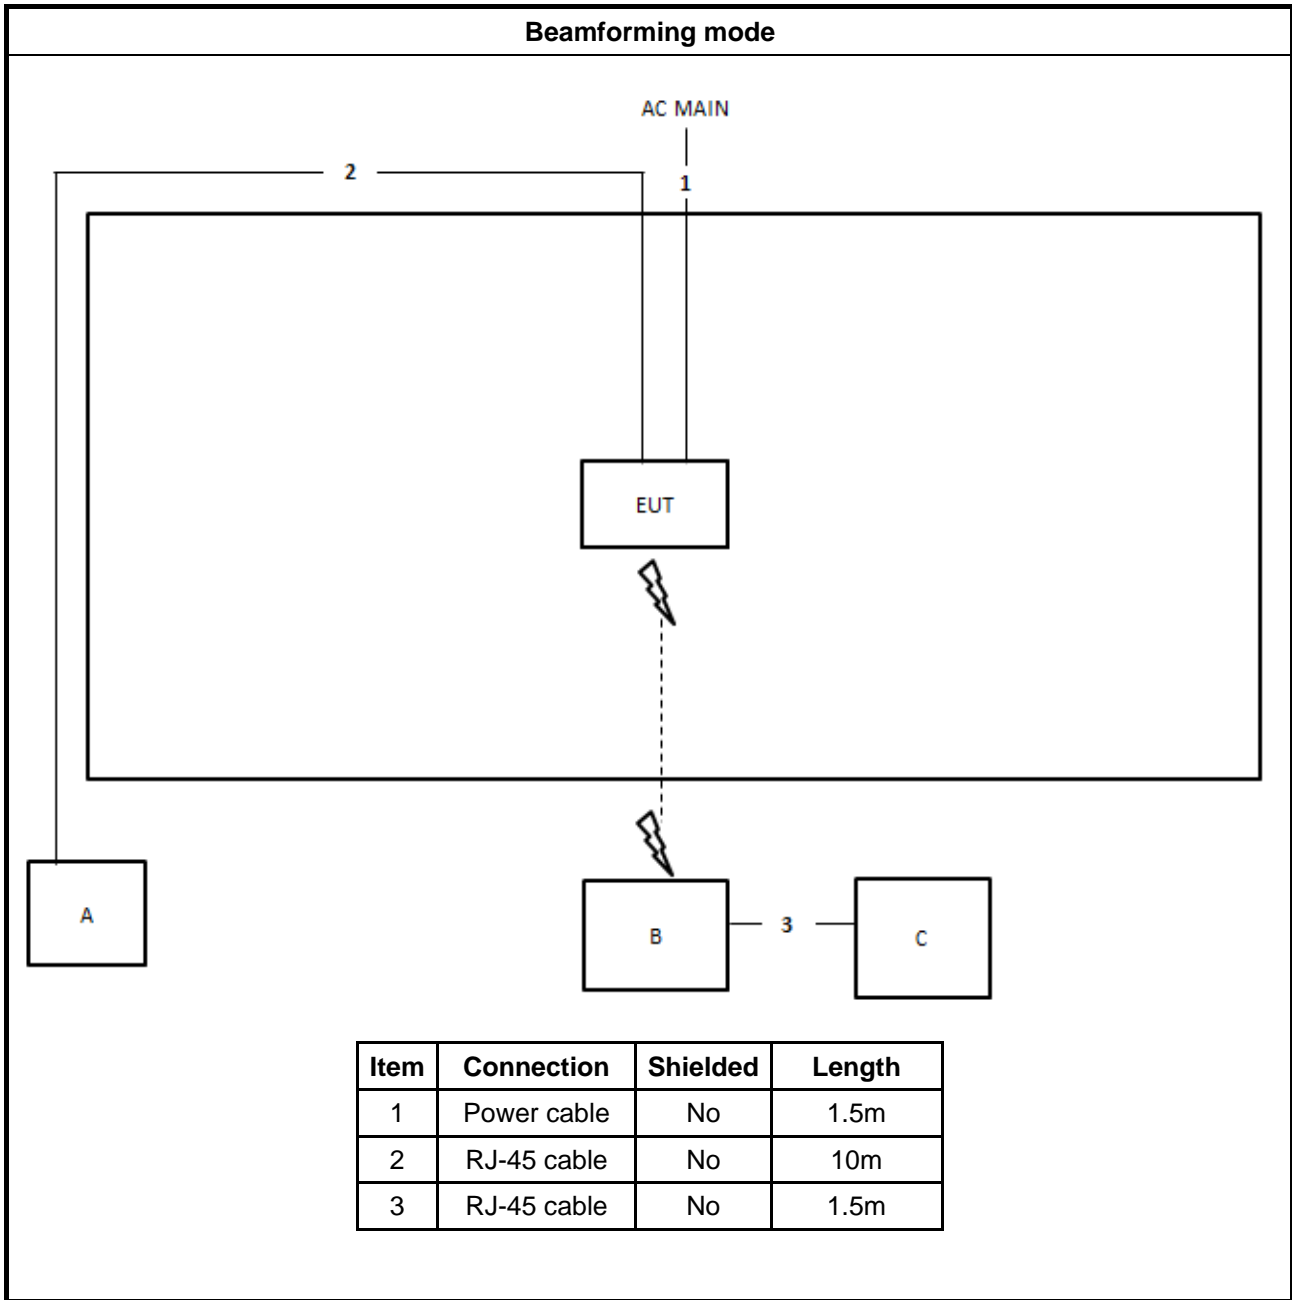 Beamforming mode
AC MAIN
2
1
EUT
A
B
3
C
Item Connection Shielded Length
1 Power cable No 1.5m
2 RJ-45 cable No 10m
3 RJ-45 cable No 1.5m